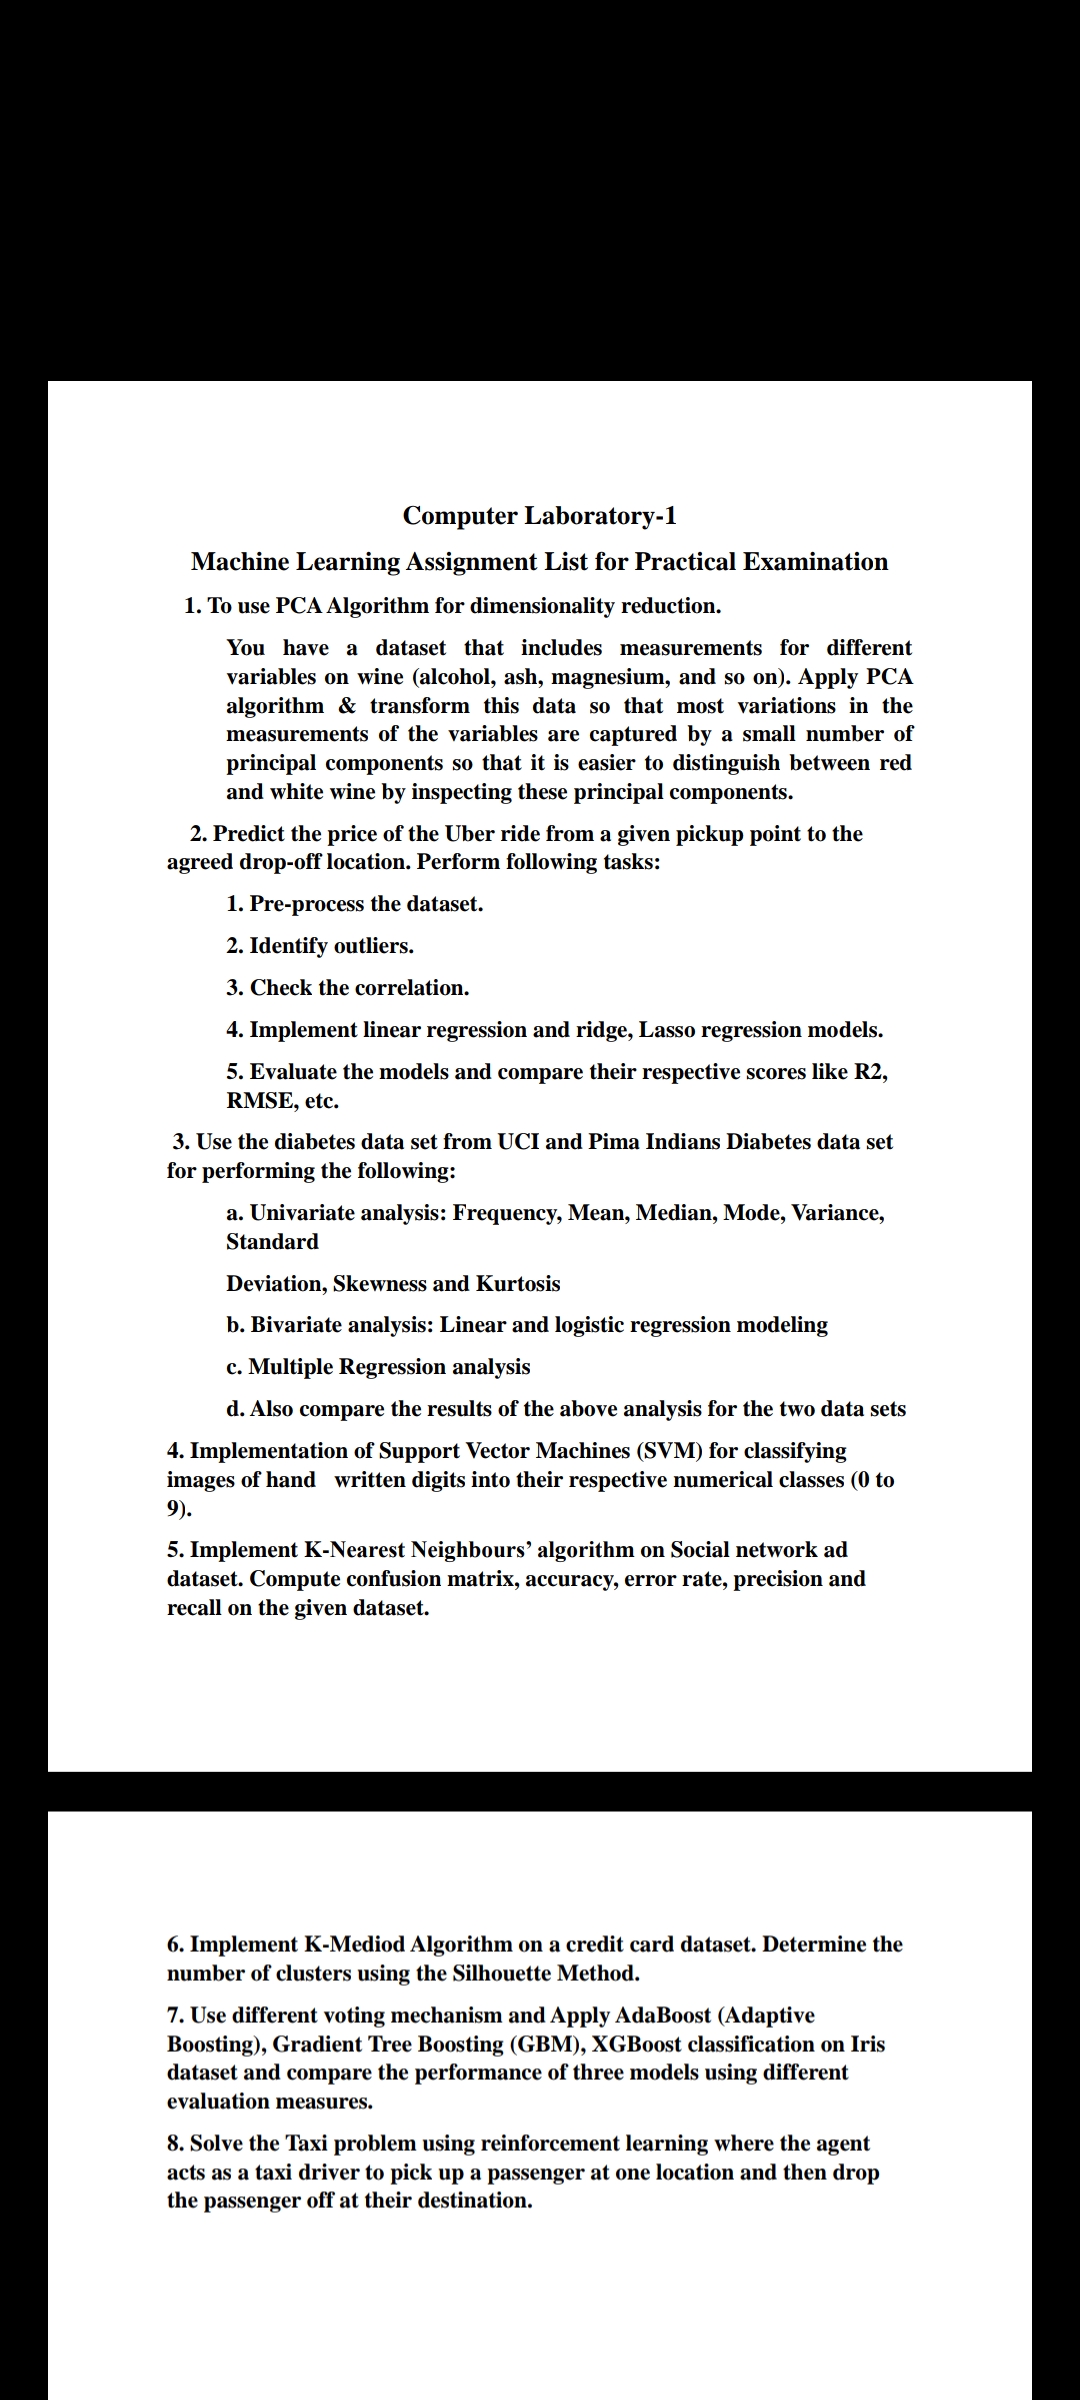 Computer Laboratory-1
Machine Learning Assignment List for Practical Examination
1. To use PCA Algorithm for dimensionality reduction.
You have a dataset that includes measurements for different
variables on wine (alcohol, ash, magnesium, and so on). Apply PCA
algorithm & transform this data so that most variations in the
measurements of the variables are captured by a small number of
principal components so that it is easier to distinguish between red
and white wine by inspecting these principal components.
2. Predict the price of the Uber ride from a given pickup point to the
agreed drop-off location. Perform following tasks:
1. Pre-process the dataset.
2. Identify outliers.
3. Check the correlation.
4. Implement linear regression and ridge, Lasso regression models.
5. Evaluate the models and compare their respective scores like R2,
RMSE, etc.
3. Use the diabetes data set from UCI and Pima Indians Diabetes data set
for performing the following:
a. Univariate analysis: Frequency, Mean, Median, Mode, Variance,
Standard
Deviation, Skewness and Kurtosis
b. Bivariate analysis: Linear and logistic regression modeling
c. Multiple Regression analysis
d. Also compare the results of the above analysis for the two data sets
4. Implementation of Support Vector Machines (SVM) for classifying
images of hand written digits into their respective numerical classes (0 to
9).
5. Implement K-Nearest Neighbours’ algorithm on Social network ad
dataset. Compute confusion matrix, accuracy, error rate, precision and
recall on the given dataset.
6. Implement K-Mediod Algorithm on a credit card dataset. Determine the
number of clusters using the Silhouette Method.
7. Use different voting mechanism and Apply AdaBoost (Adaptive
Boosting), Gradient Tree Boosting (GBM), XGBoost classification on Iris
dataset and compare the performance of three models using different
evaluation measures.
8. Solve the Taxi problem using reinforcement learning where the agent
acts as a taxi driver to pick up a passenger at one location and then drop
the passenger off at their destination.